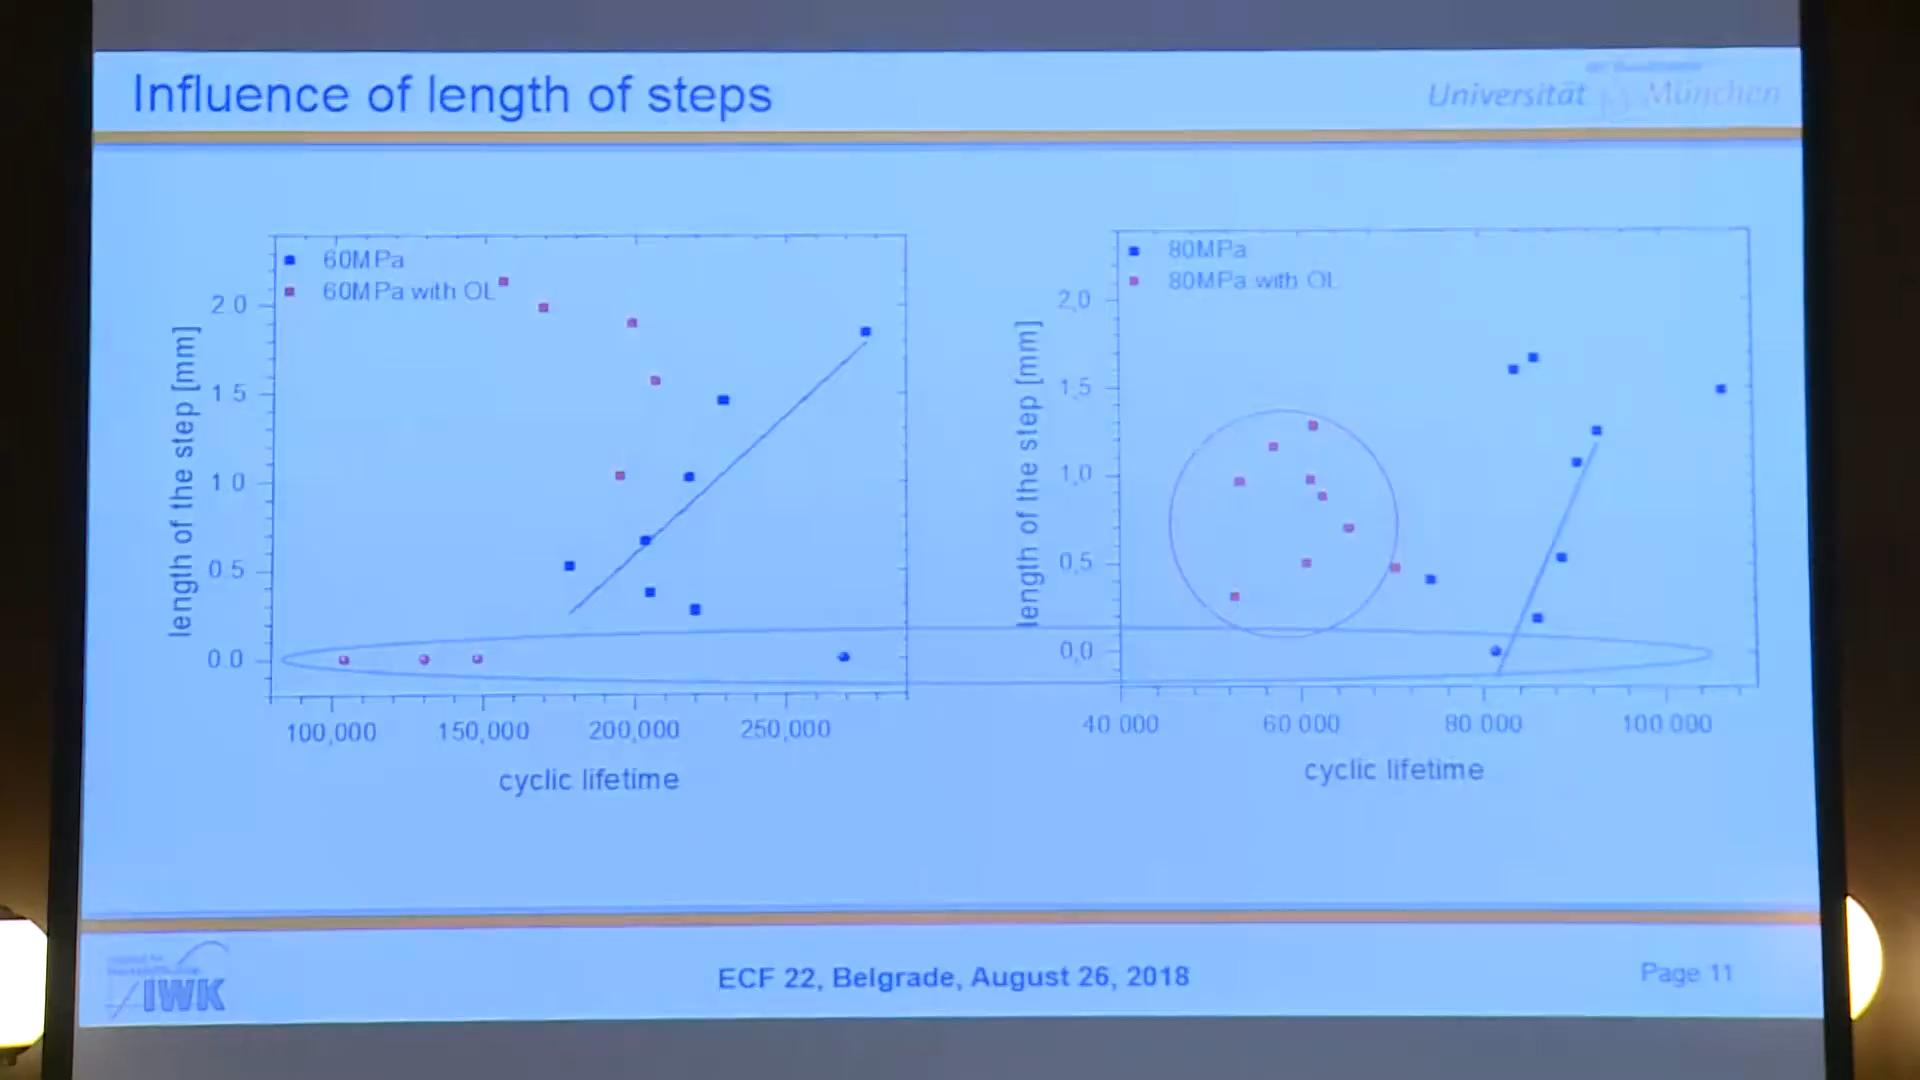 Influence of length of steps
Universität München
60MPa
60MPa with OL
2.0
1.5
1.0
0.5
0.0
length of the step [mm]
100,000 150,000 200,000 250,000
cyclic lifetime
80MPa
80MPa with OL
2,0
1,5
1,0
0,5
0,0
length of the step [mm]
40 000 60 000 80 000 100 000
cyclic lifetime
IWK
ECF 22, Belgrade, August 26, 2018
Page 11